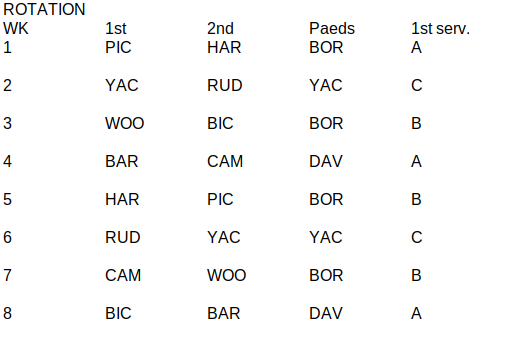 ROTATION
WK 1st 2nd Paeds 1st serv.
1 PIC HAR BOR A
2 YAC RUD YAC C
3 WOO BIC BOR B
4 BAR CAM DAV A
5 HAR PIC BOR B
6 RUD YAC YAC C
7 CAM WOO BOR B
8 BIC BAR DAV A